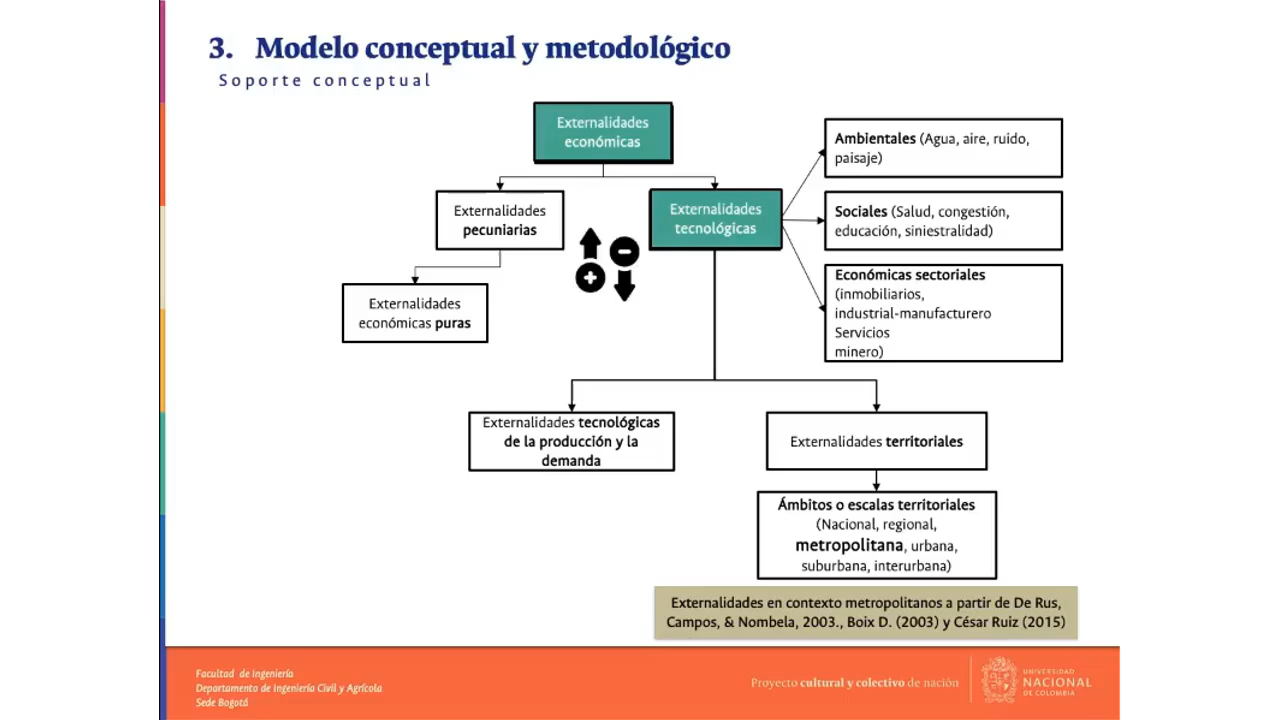 3. Modelo conceptual y metodológico
Soporte conceptual
Externalidades
económicas
Ambientales (Agua, aire, ruido,
paisaje)
Externalidades
pecuniarias
Externalidades
tecnológicas
Sociales (Salud, congestión,
educación, siniestralidad)
Económicas sectoriales
(inmobiliarios,
industrial-manufacturero
Servicios
minero)
Externalidades
económicas puras
Externalidades tecnológicas
de la producción y la
demanda
Externalidades territoriales
Ámbitos o escalas territoriales
(Nacional, regional,
metropolitana, urbana,
suburbana, interurbana)
Externalidades en contexto metropolitanos a partir de De Rus,
Campos, & Nombela, 2003., Boix D. (2003) y César Ruiz (2015)
Facultad de Ingeniería
Departamento de Ingeniería Civil y Agrícola
Sede Bogotá
Proyecto cultural y colectivo de nación
UNIVERSIDAD
NACIONAL
DE COLOMBIA